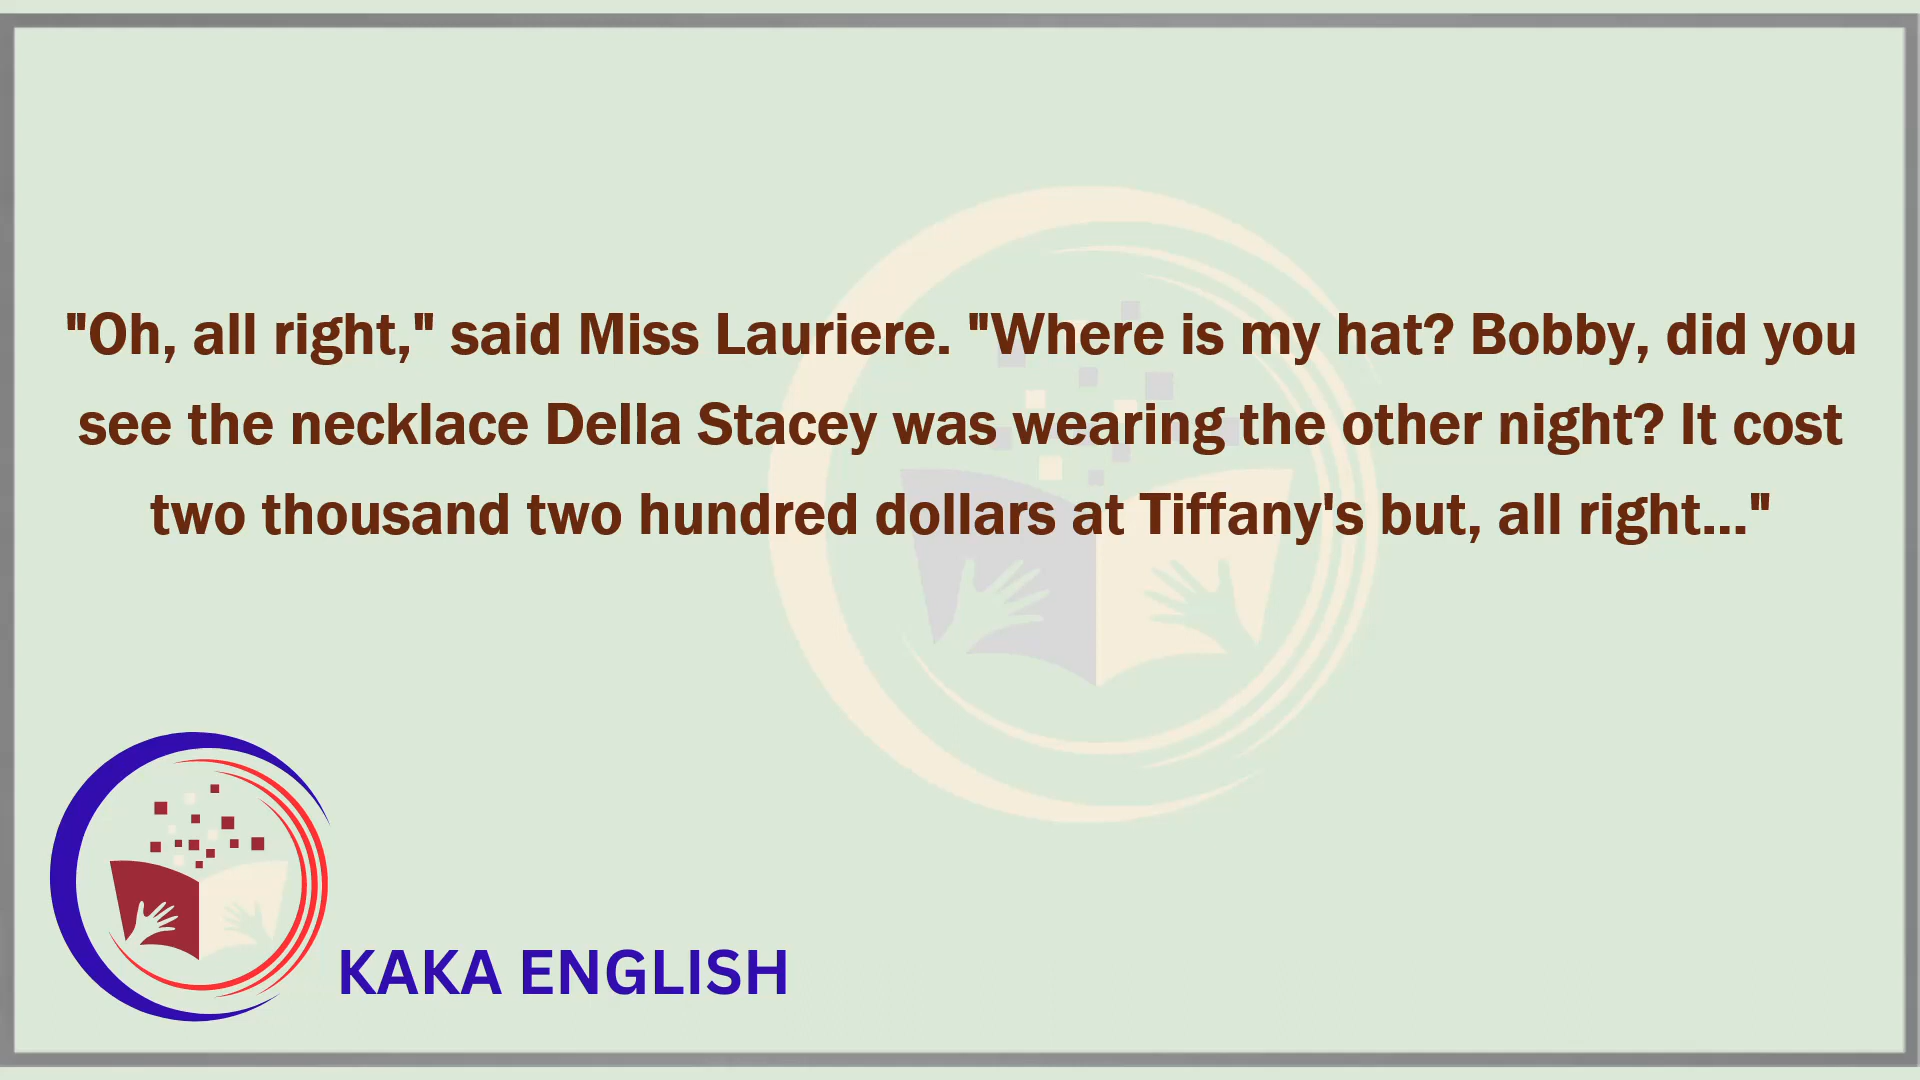 "Oh, all right," said Miss Lauriere. "Where is my hat? Bobby, did you
see the necklace Della Stacey was wearing the other night? It cost
two thousand two hundred dollars at Tiffany's but, all right..."
KAKA ENGLISH